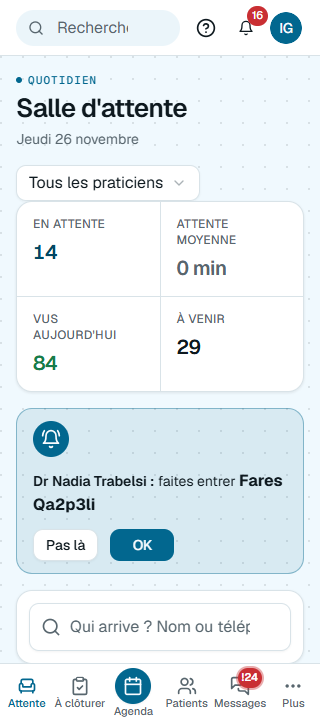 Recherche
16
IG
QUOTIDIEN
Salle d'attente
Jeudi 26 novembre
Tous les praticiens
EN ATTENTE
14
ATTENTE
MOYENNE
0 min
VUS
AUJOURD'HUI
84
À VENIR
29
Dr Nadia Trabelsi : faites entrer Fares
Qa2p3li
Pas là
OK
Qui arrive ? Nom ou télép
124
Attente
À clôturer
Agenda
Patients
Messages
Plus